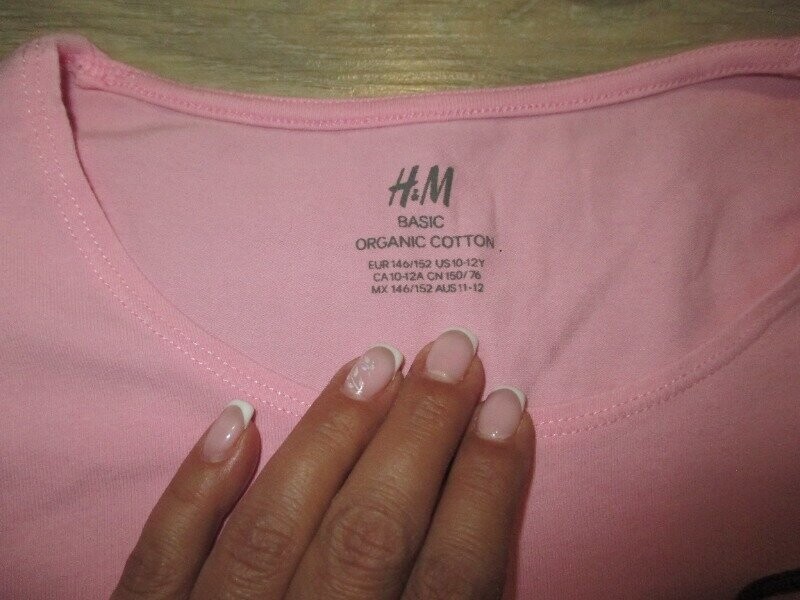 H&M
BASIC
ORGANIC COTTON
EUR 146/152 US 10-12Y
CA 10-12A CN 150/76
MX 146/152 AUS 11-12